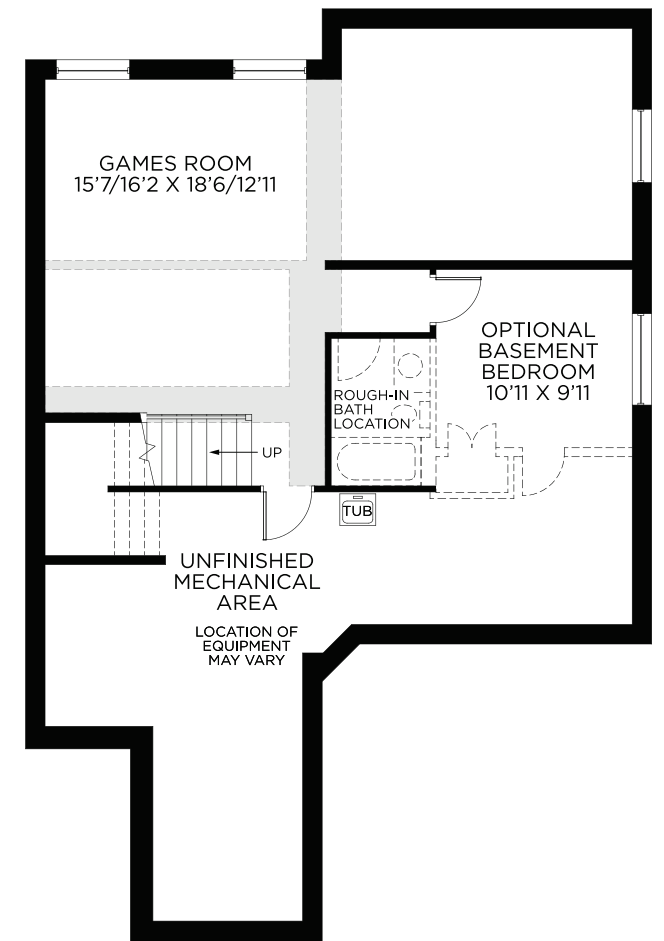 GAMES ROOM
15'7/16'2 X 18'6/12'11
OPTIONAL
BASEMENT
BEDROOM
10'11 X 9'11
ROUGH-IN
BATH
LOCATION
UP
TUB
UNFINISHED
MECHANICAL
AREA
LOCATION OF
EQUIPMENT
MAY VARY